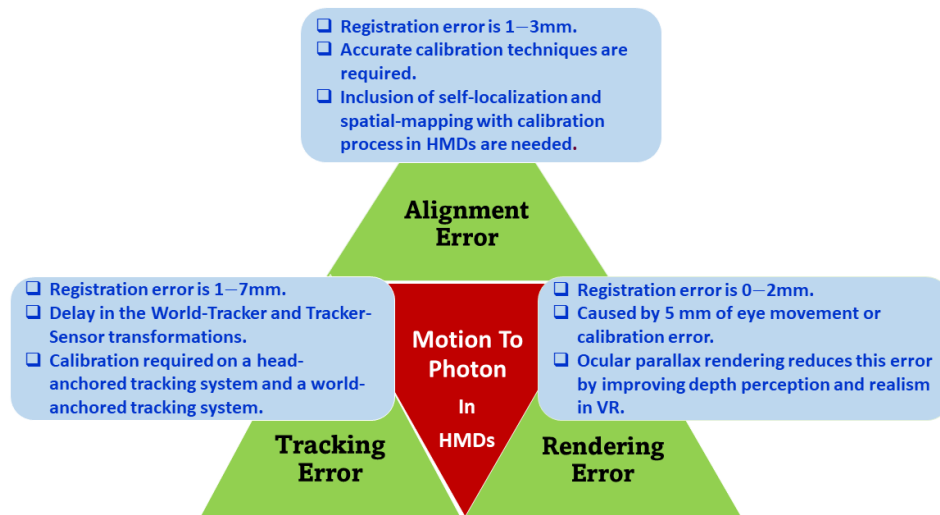 ❑ Registration error is 1–3mm.
❑ Accurate calibration techniques are
required.
❑ Inclusion of self-localization and
spatial-mapping with calibration
process in HMDs are needed.
Alignment
Error
❑ Registration error is 1–7mm.
❑ Delay in the World-Tracker and Tracker-
Sensor transformations.
❑ Calibration required on a head-
anchored tracking system and a world-
anchored tracking system.
❑ Registration error is 0–2mm.
❑ Caused by 5 mm of eye movement or
calibration error.
❑ Ocular parallax rendering reduces this error
by improving depth perception and realism
in VR.
Motion To
Photon
In
HMDs
Tracking
Error
Rendering
Error